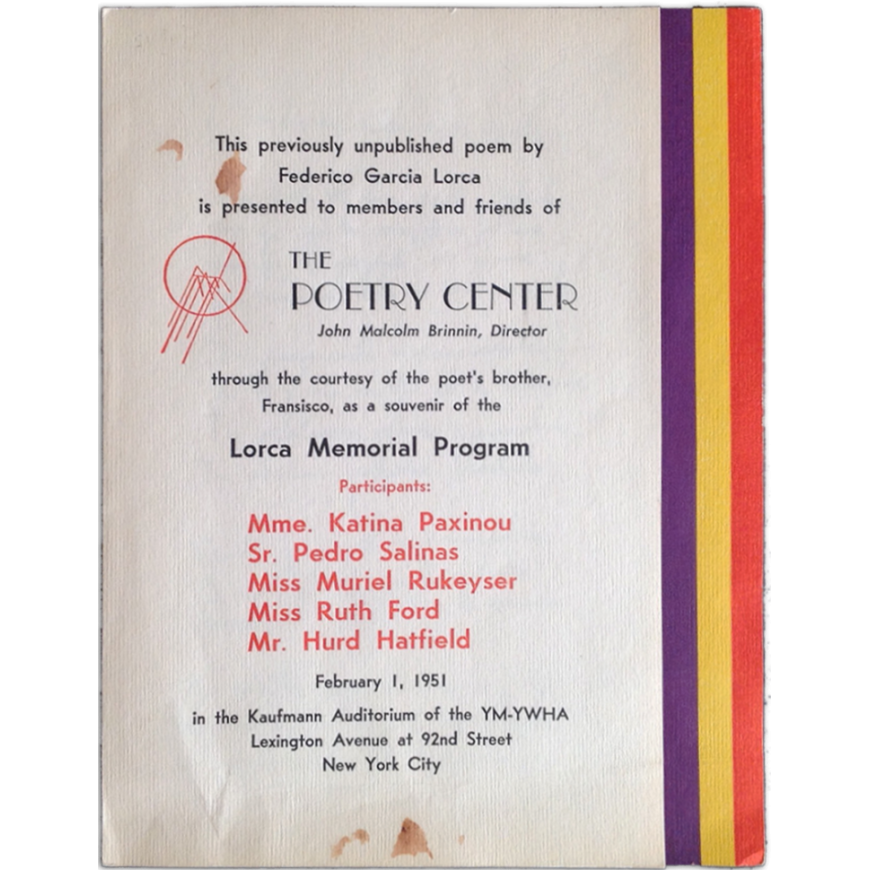 This previously unpublished poem by
Federico Garcia Lorca
is presented to members and friends of
THE
POETRY CENTER
John Malcolm Brinnin, Director
through the courtesy of the poet's brother,
Fransisco, as a souvenir of the
Lorca Memorial Program
Participants:
Mme. Katina Paxinou
Sr. Pedro Salinas
Miss Muriel Rukeyser
Miss Ruth Ford
Mr. Hurd Hatfield
February 1, 1951
in the Kaufmann Auditorium of the YM-YWHA
Lexington Avenue at 92nd Street
New York City